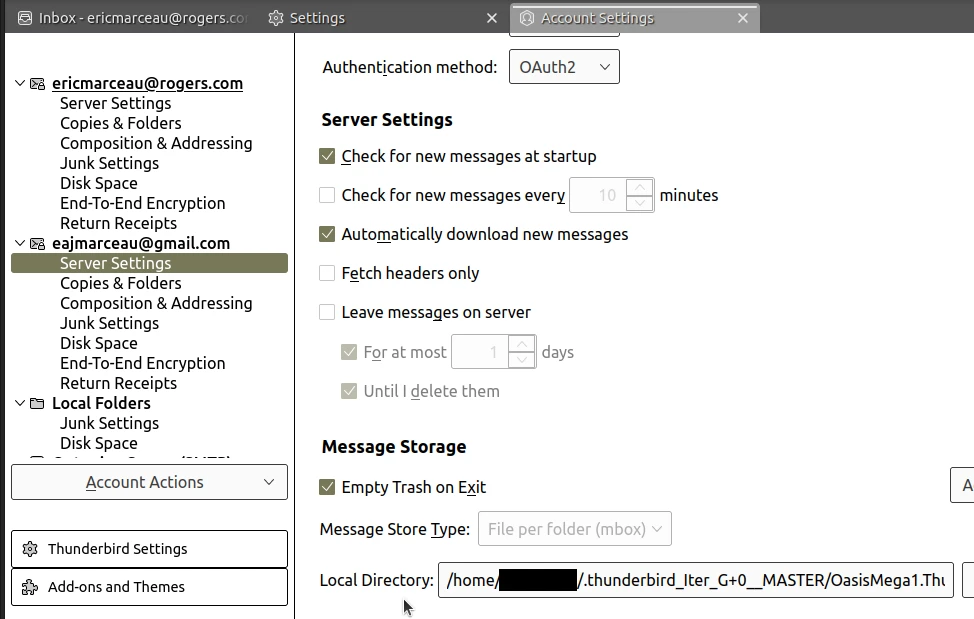 Inbox - ericmarceau@rogers.co
Settings
Account Settings
ericmarceau@rogers.com
Server Settings
Copies & Folders
Composition & Addressing
Junk Settings
Disk Space
End-To-End Encryption
Return Receipts
eajmarceau@gmail.com
Server Settings
Copies & Folders
Composition & Addressing
Junk Settings
Disk Space
End-To-End Encryption
Return Receipts
Local Folders
Junk Settings
Disk Space
Account Actions
Thunderbird Settings
Add-ons and Themes
Authentication method: OAuth2
Server Settings
Check for new messages at startup
Check for new messages every 10 minutes
Automatically download new messages
Fetch headers only
Leave messages on server
For at most 1 days
Until I delete them
Message Storage
Empty Trash on Exit
Message Store Type: File per folder (mbox)
Local Directory: /home/ /.thunderbird_Iter_G+0__MASTER/OasisMega1.Thu